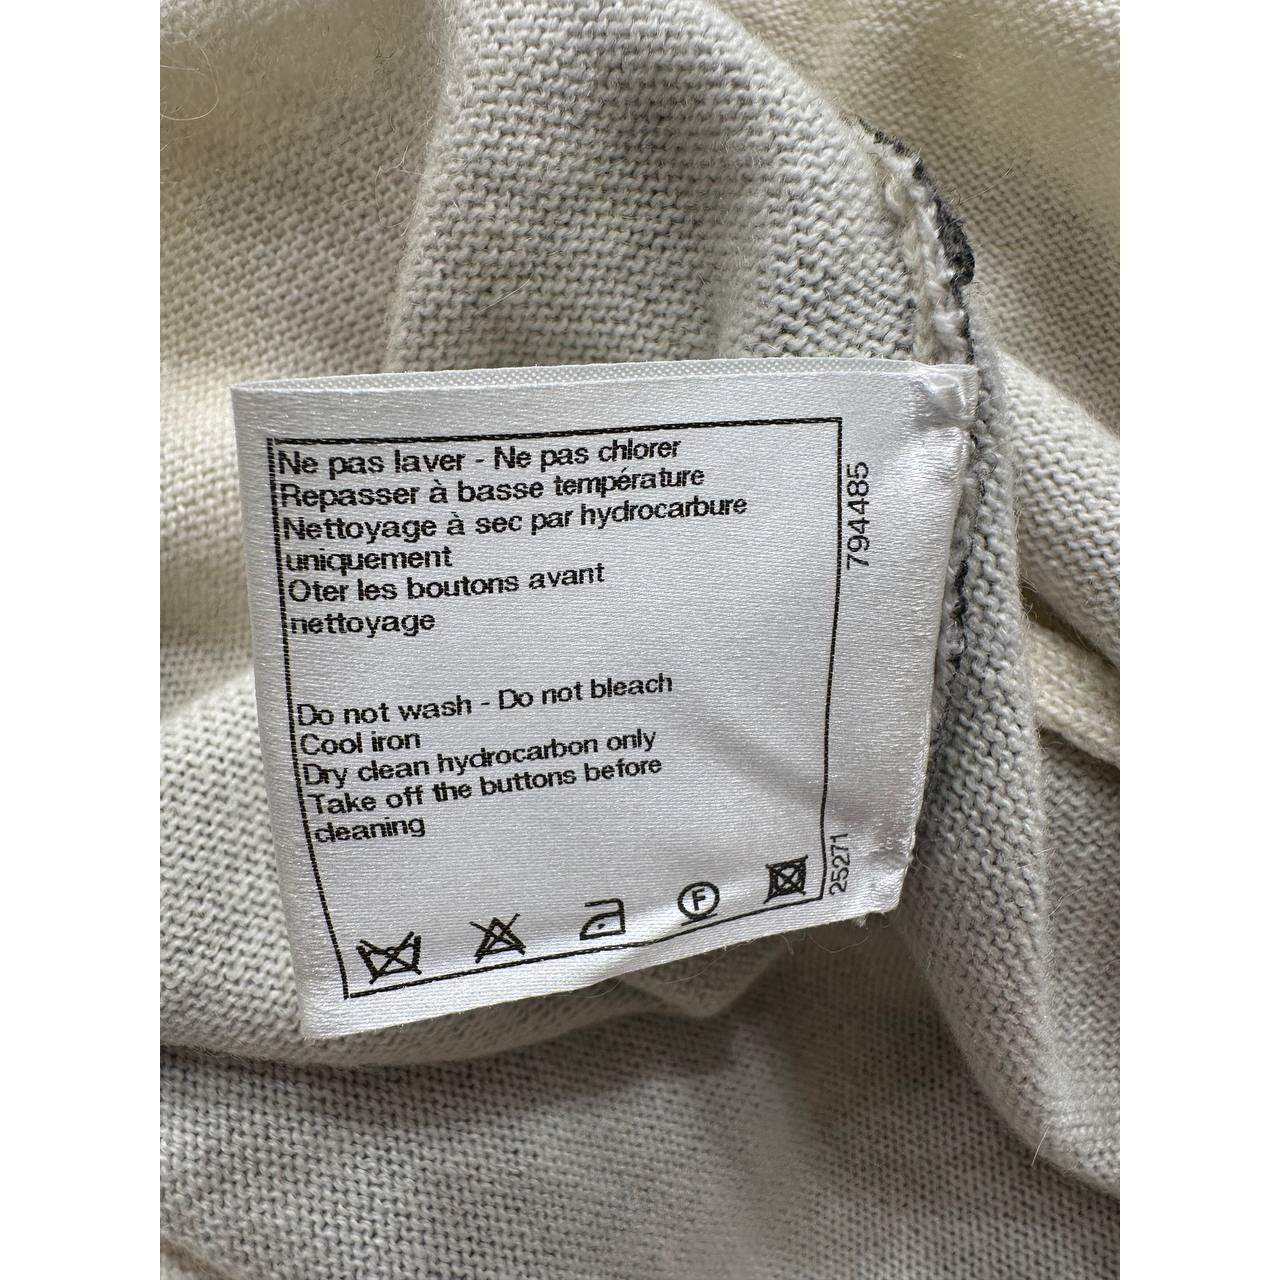 Ne pas laver - Ne pas chlorer
Repasser à basse température
Nettoyage à sec par hydrocarbure
uniquement
Oter les boutons avant
nettoyage
Do not wash - Do not bleach
Cool iron
Dry clean hydrocarbon only
Take off the buttons before
cleaning
F
794485
25271